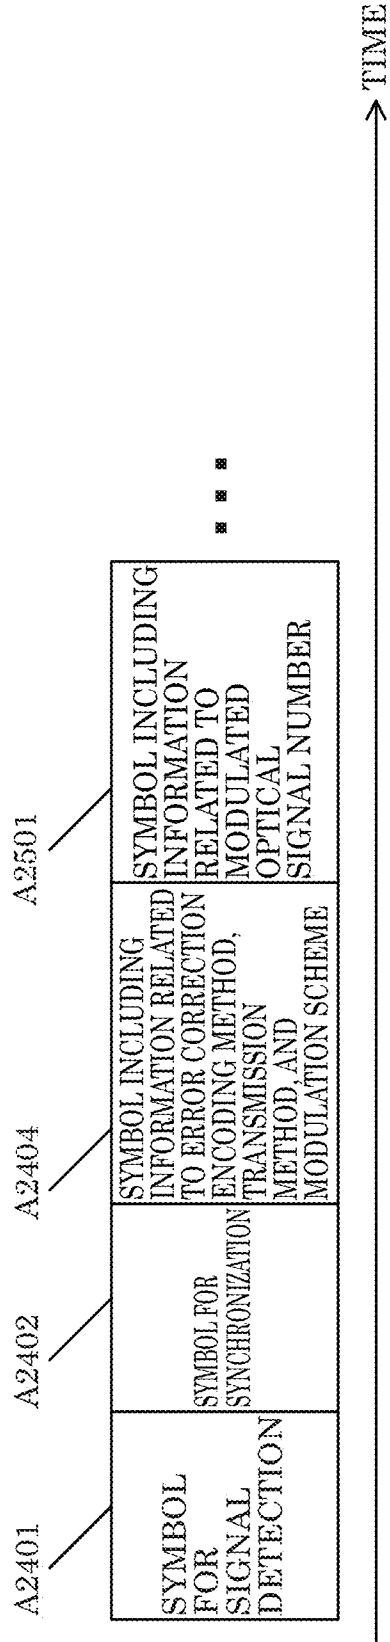 A2401
A2402
A2404
A2501
SYMBOL
FOR
SIGNAL
DETECTION
SYMBOL FOR
SYNCHRONIZATION
SYMBOL INCLUDING
INFORMATION RELATED
TO ERROR CORRECTION
ENCODING METHOD,
TRANSMISSION
METHOD, AND
MODULATION SCHEME
SYMBOL INCLUDING
INFORMATION
RELATED TO
MODULATED
OPTICAL
SIGNAL NUMBER
TIME